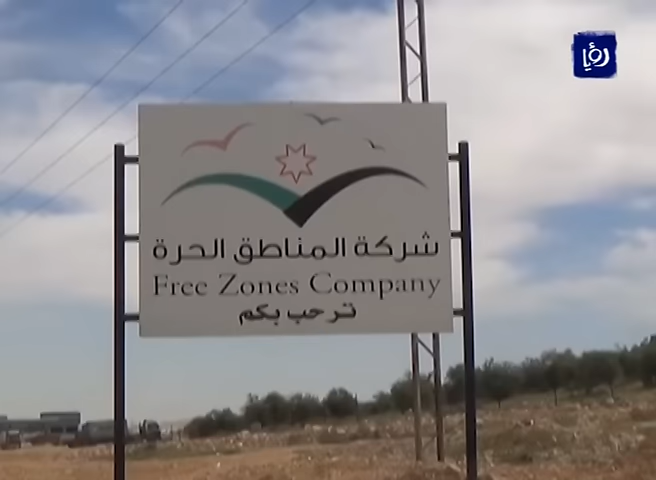 رؤيا
شركة المناطق الحرة
Free Zones Company
ترحب بكم